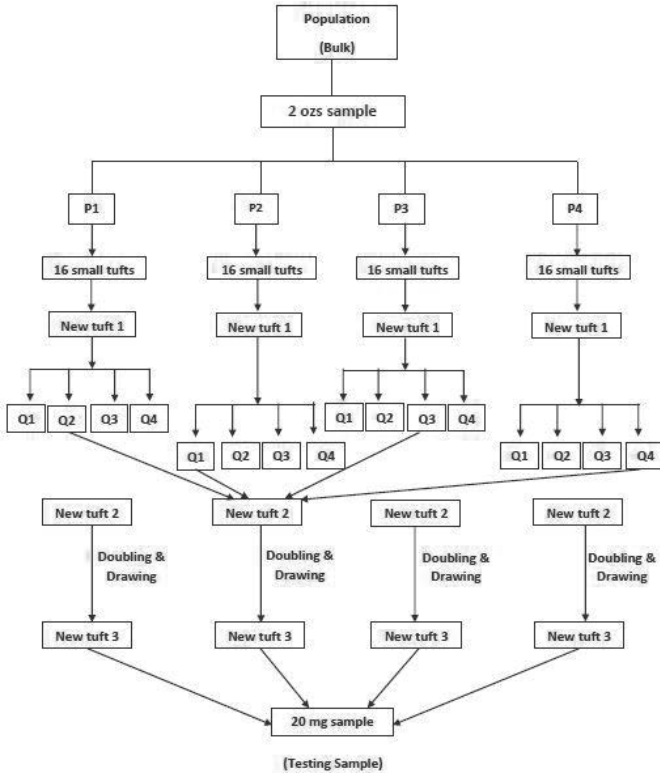 Population
(Bulk)
2 ozs sample
P1 P2 P3 P4
16 small tufts 16 small tufts 16 small tufts 16 small tufts
New tuft 1 New tuft 1 New tuft 1 New tuft 1
Q1 Q2 Q3 Q4 Q1 Q2 Q3 Q4
Q1 Q2 Q3 Q4 Q1 Q2 Q3 Q4
New tuft 2 New tuft 2 New tuft 2 New tuft 2
Doubling & Doubling & Doubling & Doubling &
Drawing Drawing Drawing Drawing
New tuft 3 New tuft 3 New tuft 3 New tuft 3
20 mg sample
(Testing Sample)